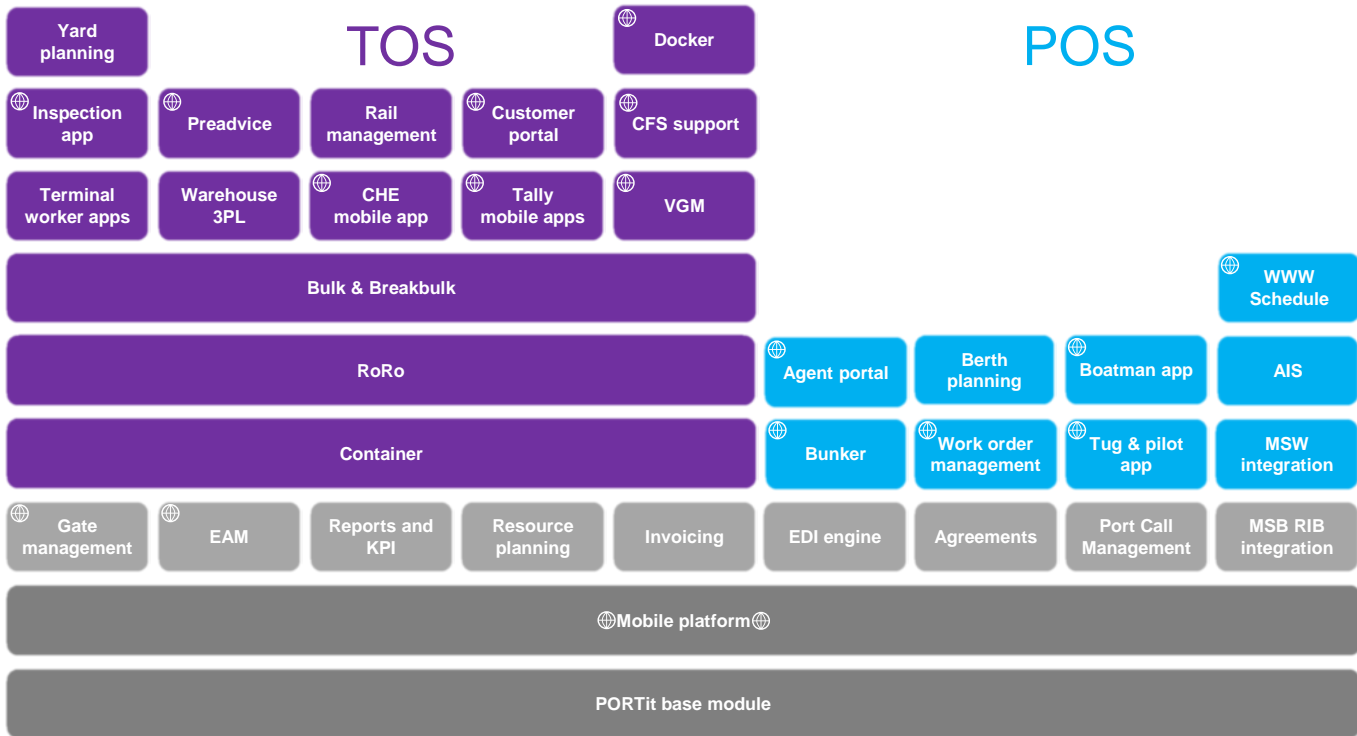 Yard
planning
TOS
Docker
POS
Inspection
app
Preadvice
Rail
management
Customer
portal
CFS support
Terminal
worker apps
Warehouse
3PL
CHE
mobile app
Tally
mobile apps
VGM
Bulk & Breakbulk
WWW
Schedule
RoRo
Agent portal
Berth
planning
Boatman app
AIS
Container
Bunker
Work order
management
Tug & pilot
app
MSW
integration
Gate
management
EAM
Reports and
KPI
Resource
planning
Invoicing
EDI engine
Agreements
Port Call
Management
MSB RIB
integration
Mobile platform
PORTit base module